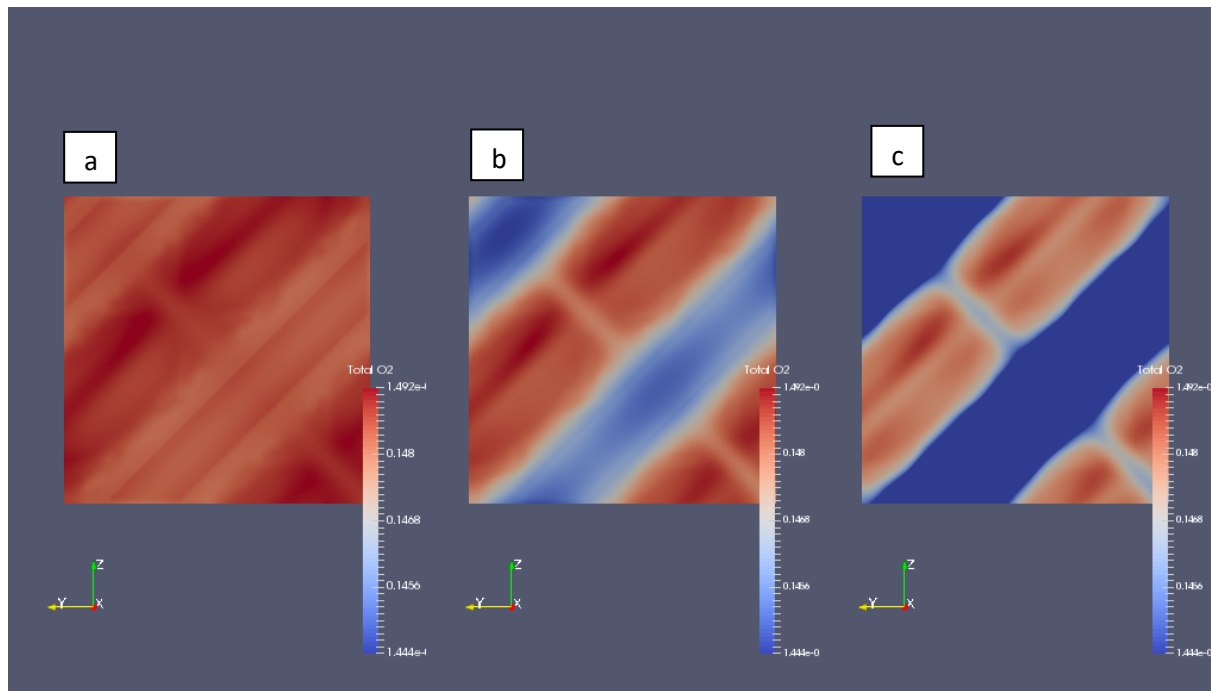 a
b
c
Total O2
1.492e-
0.148
0.1468
0.1456
1.444e-
Total O2
1.492e-0
0.148
0.1468
0.1456
1.444e-0
Total O2
1.492e-0
0.148
0.1468
0.1456
1.444e-0
Z
Y
X
Z
Y
X
Z
Y
X